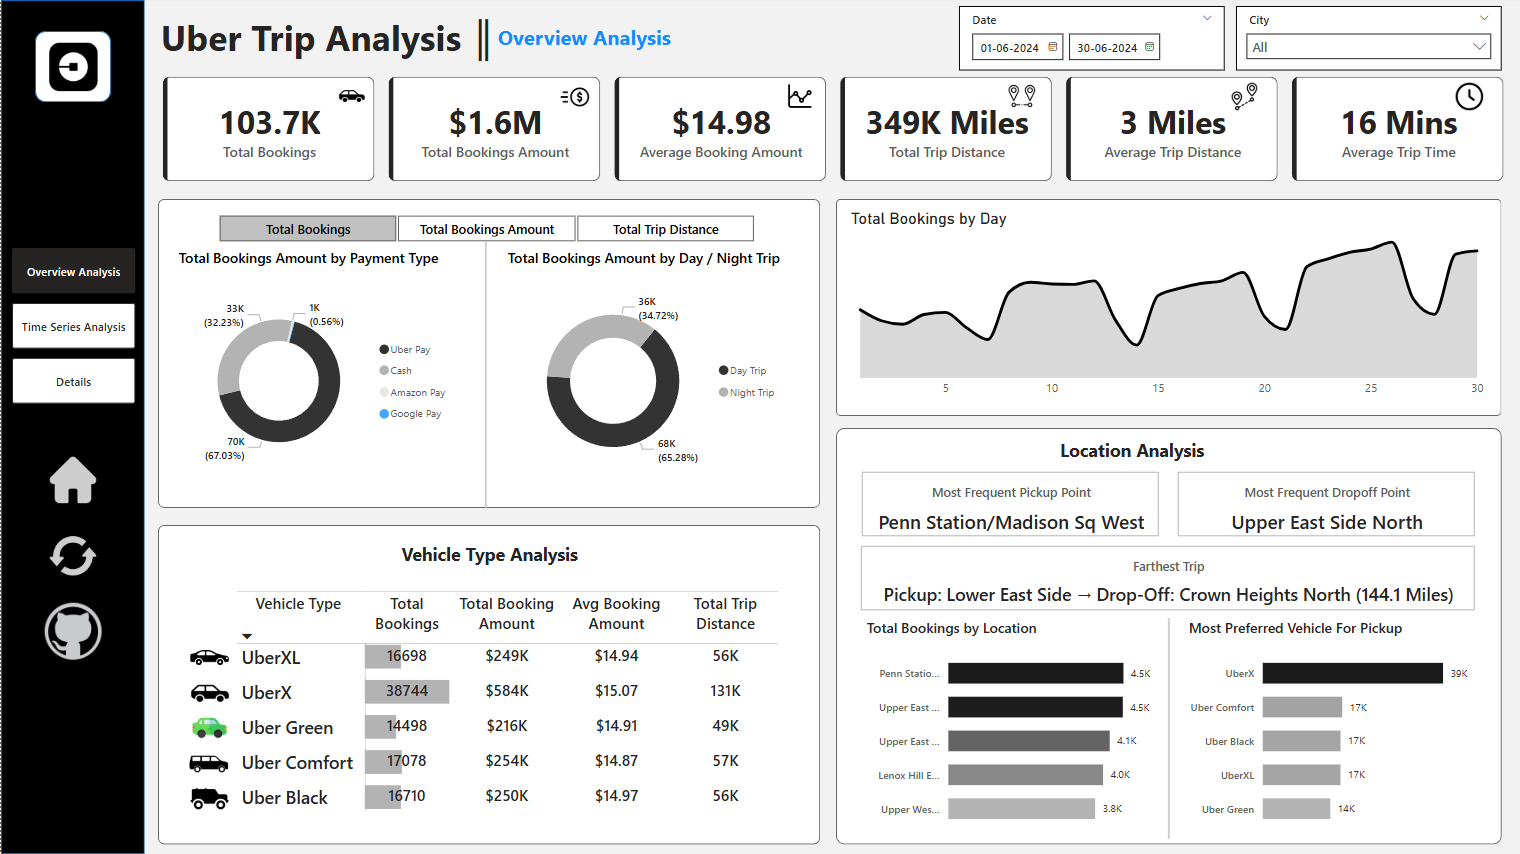 Uber Trip Analysis
Overview Analysis
Date
01-06-2024
30-06-2024
City
All
103.7K
Total Bookings
$1.6M
Total Bookings Amount
$14.98
Average Booking Amount
349K Miles
Total Trip Distance
3 Miles
Average Trip Distance
16 Mins
Average Trip Time
Overview Analysis
Time Series Analysis
Details
Total Bookings
Total Bookings Amount
Total Trip Distance
Total Bookings Amount by Payment Type
33K
(32.23%)
1K
(0.56%)
70K
(67.03%)
Uber Pay
Cash
Amazon Pay
Google Pay
Total Bookings Amount by Day / Night Trip
36K
(34.72%)
68K
(65.28%)
Day Trip
Night Trip
Total Bookings by Day
5 10 15 20 25 30
Vehicle Type Analysis
Vehicle Type Total Bookings Total Booking Amount Avg Booking Amount Total Trip Distance
UberXL 16698 $249K $14.94 56K
UberX 38744 $584K $15.07 131K
Uber Green 14498 $216K $14.91 49K
Uber Comfort 17078 $254K $14.87 57K
Uber Black 16710 $250K $14.97 56K
Location Analysis
Most Frequent Pickup Point
Penn Station/Madison Sq West
Most Frequent Dropoff Point
Upper East Side North
Farthest Trip
Pickup: Lower East Side → Drop-Off: Crown Heights North (144.1 Miles)
Total Bookings by Location
Penn Statio... 4.5K
Upper East ... 4.5K
Upper East ... 4.1K
Lenox Hill E... 4.0K
Upper Wes... 3.8K
Most Preferred Vehicle For Pickup
UberX 39K
Uber Comfort 17K
Uber Black 17K
UberXL 17K
Uber Green 14K